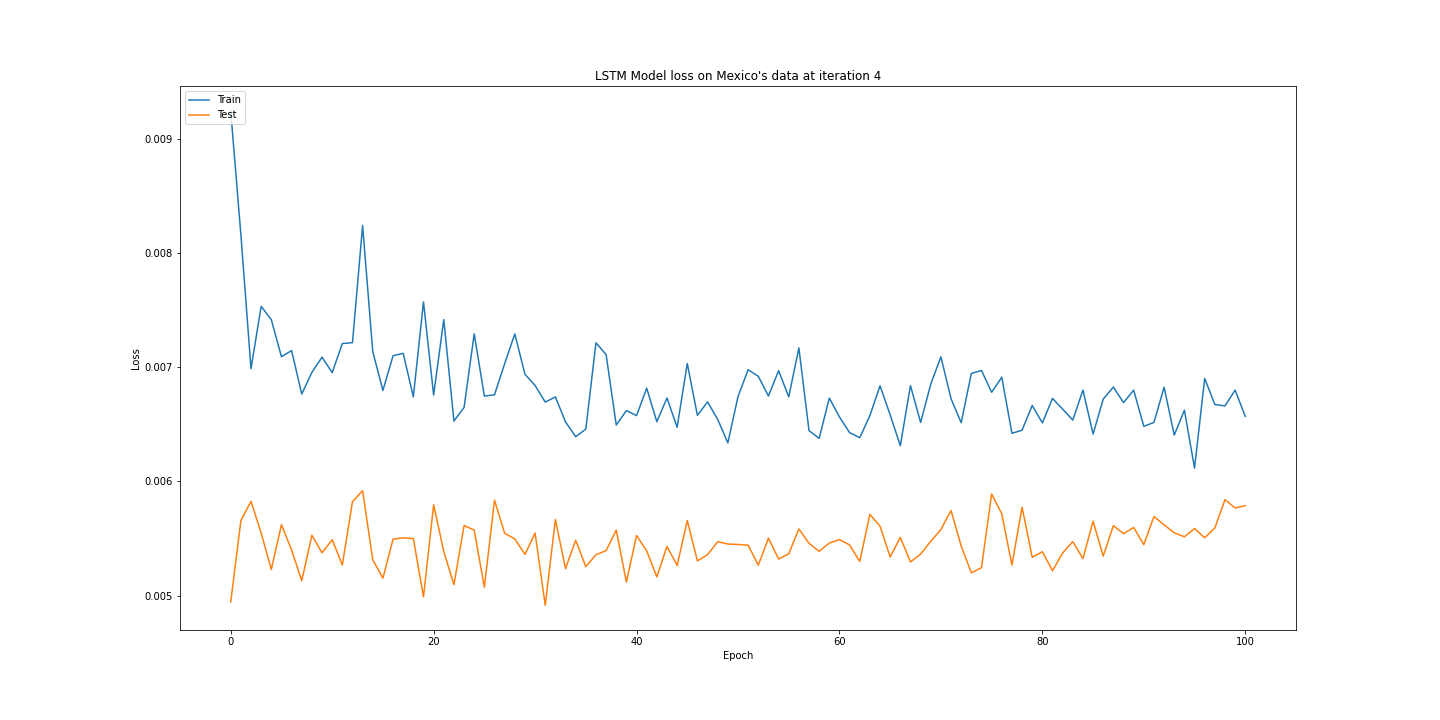 LSTM Model loss on Mexico's data at iteration 4
Train
Test
0.009
0.008
0.007
0.006
0.005
Loss
0 20 40 60 80 100
Epoch